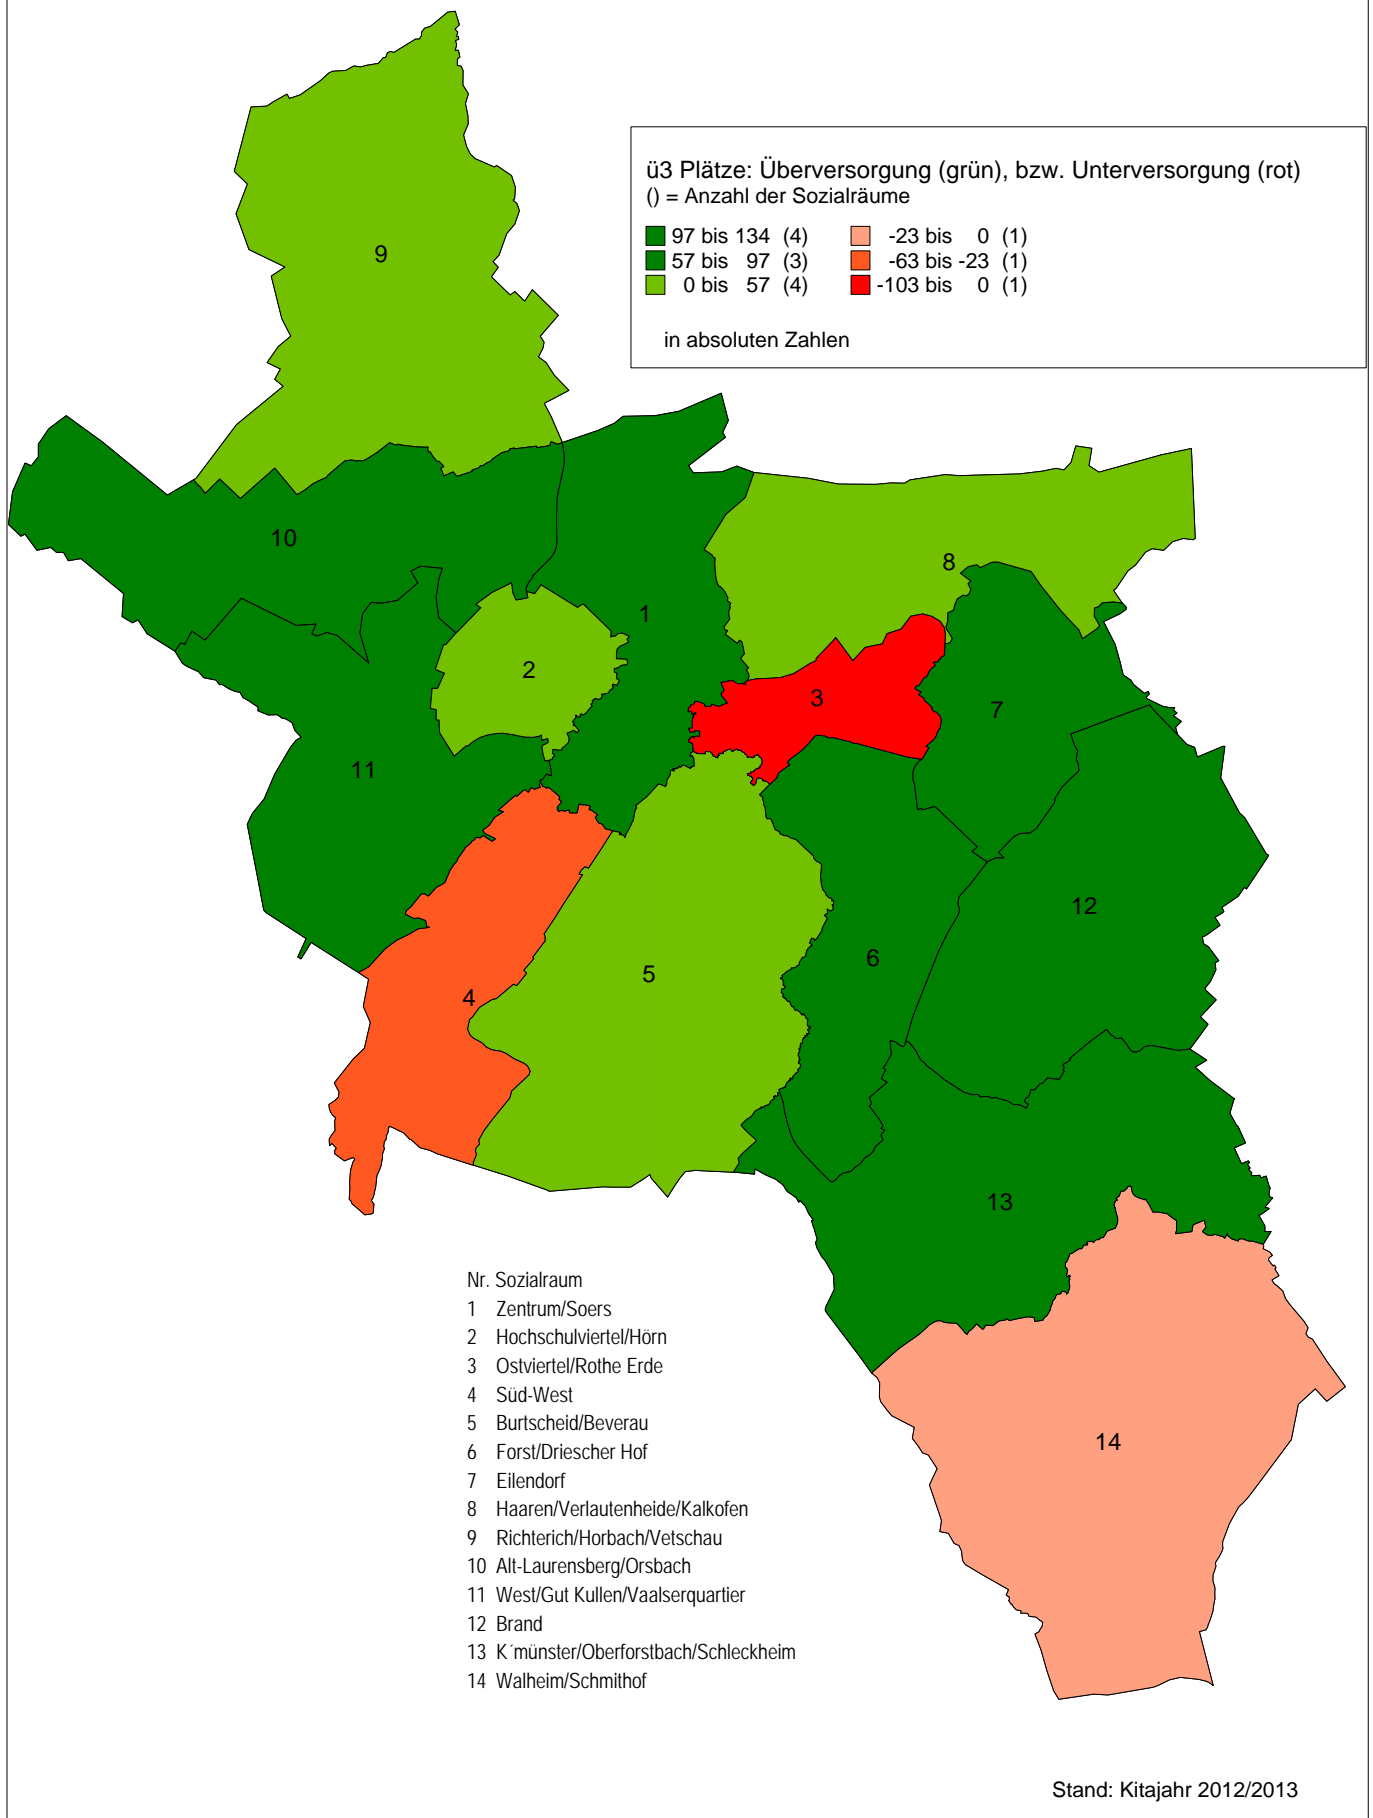 ü3 Plätze: Überversorgung (grün), bzw. Unterversorgung (rot)
() = Anzahl der Sozialräume
97 bis 134 (4) -23 bis 0 (1)
57 bis 97 (3) -63 bis -23 (1)
0 bis 57 (4) -103 bis 0 (1)
in absoluten Zahlen
9
10
8
1
2
3
7
11
12
6
5
4
13
14
Nr. Sozialraum
1 Zentrum/Soers
2 Hochschulviertel/Hörn
3 Ostviertel/Rothe Erde
4 Süd-West
5 Burtscheid/Beverau
6 Forst/Driescher Hof
7 Eilendorf
8 Haaren/Verlautenheide/Kalkofen
9 Richterich/Horbach/Vetschau
10 Alt-Laurensberg/Orsbach
11 West/Gut Kullen/Vaalserquartier
12 Brand
13 K´münster/Oberforstbach/Schleckheim
14 Walheim/Schmithof
Stand: Kitajahr 2012/2013